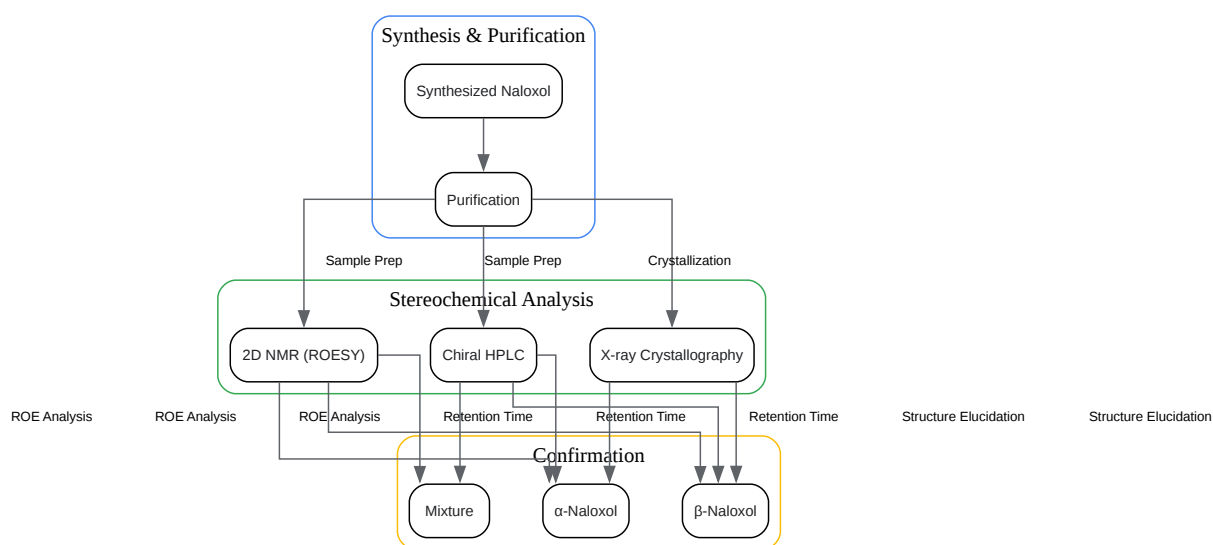 Synthesis & Purification
Synthesized Naloxol
Purification
Sample Prep
Sample Prep
Crystallization
Stereochemical Analysis
2D NMR (ROESY)
Chiral HPLC
X-ray Crystallography
ROE Analysis
ROE Analysis
ROE Analysis
Retention Time
Retention Time
Retention Time
Structure Elucidation
Structure Elucidation
Confirmation
Mixture
α-Naloxol
β-Naloxol